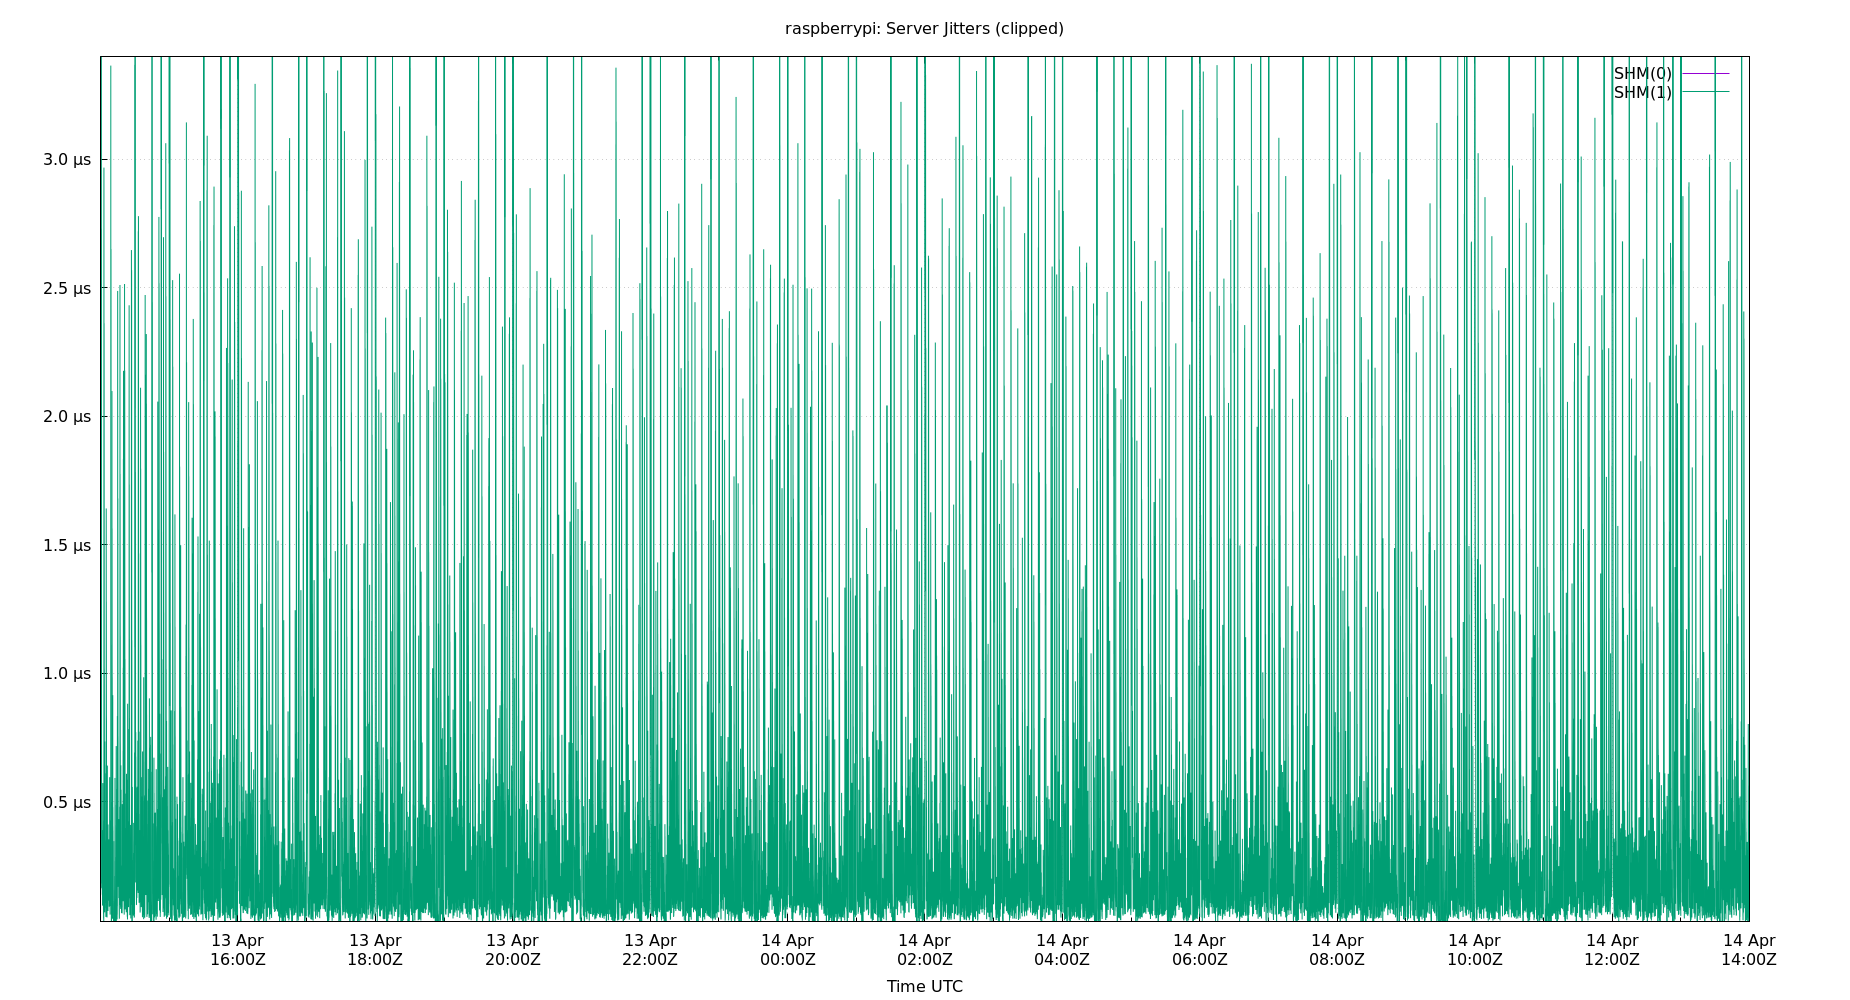 raspberrypi: Server Jitters (clipped)
SHM(0)
SHM(1)
3.0 µs
2.5 µs
2.0 µs
1.5 µs
1.0 µs
0.5 µs
13 Apr 13 Apr 13 Apr 13 Apr 14 Apr 14 Apr 14 Apr 14 Apr 14 Apr 14 Apr 14 Apr 14 Apr
16:00Z 18:00Z 20:00Z 22:00Z 00:00Z 02:00Z 04:00Z 06:00Z 08:00Z 10:00Z 12:00Z 14:00Z
Time UTC